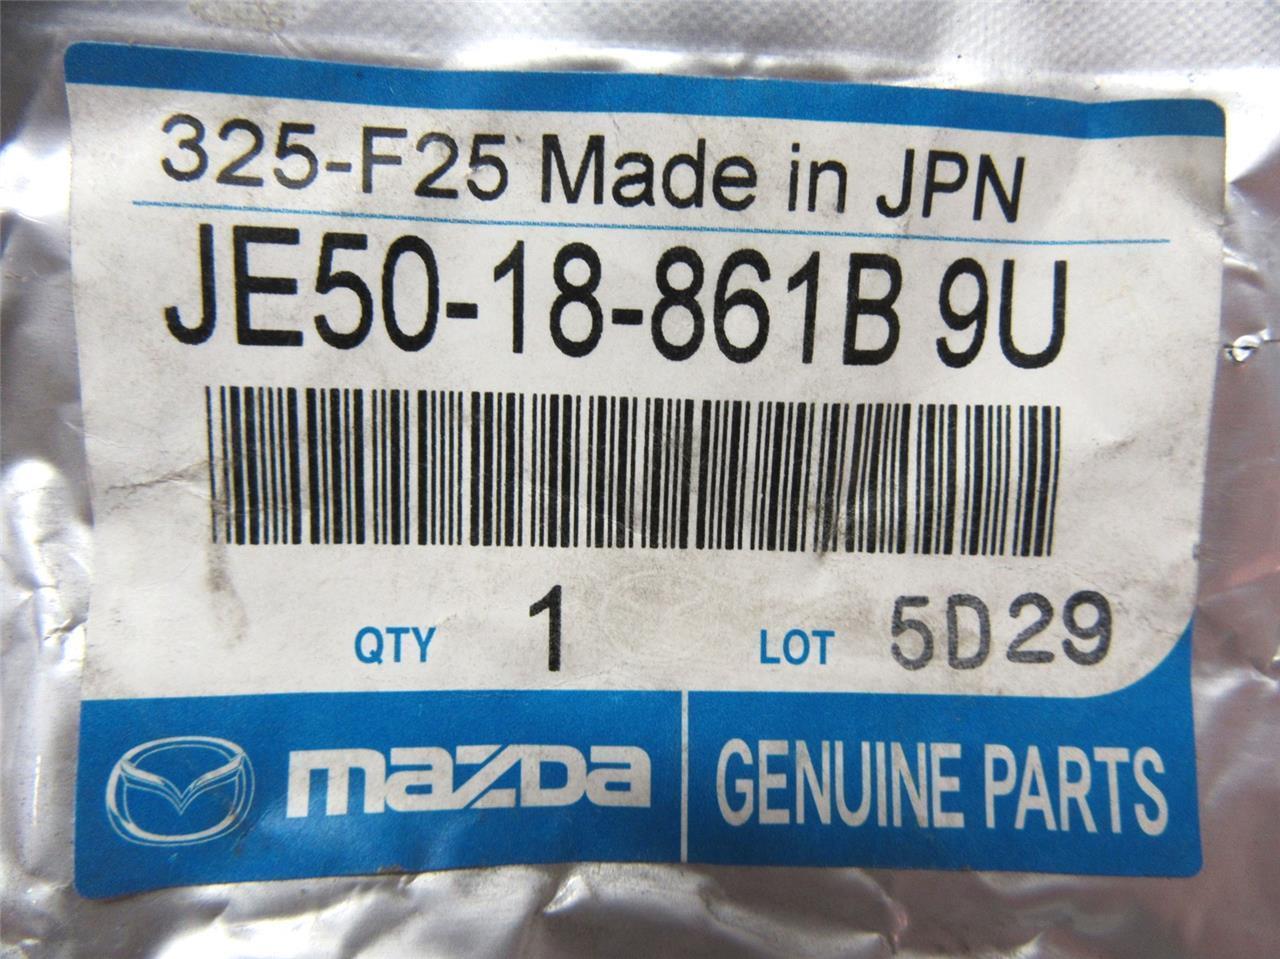 325-F25 Made in JPN
JE50-18-861B 9U
QTY 1 LOT 5D29
mazda GENUINE PARTS